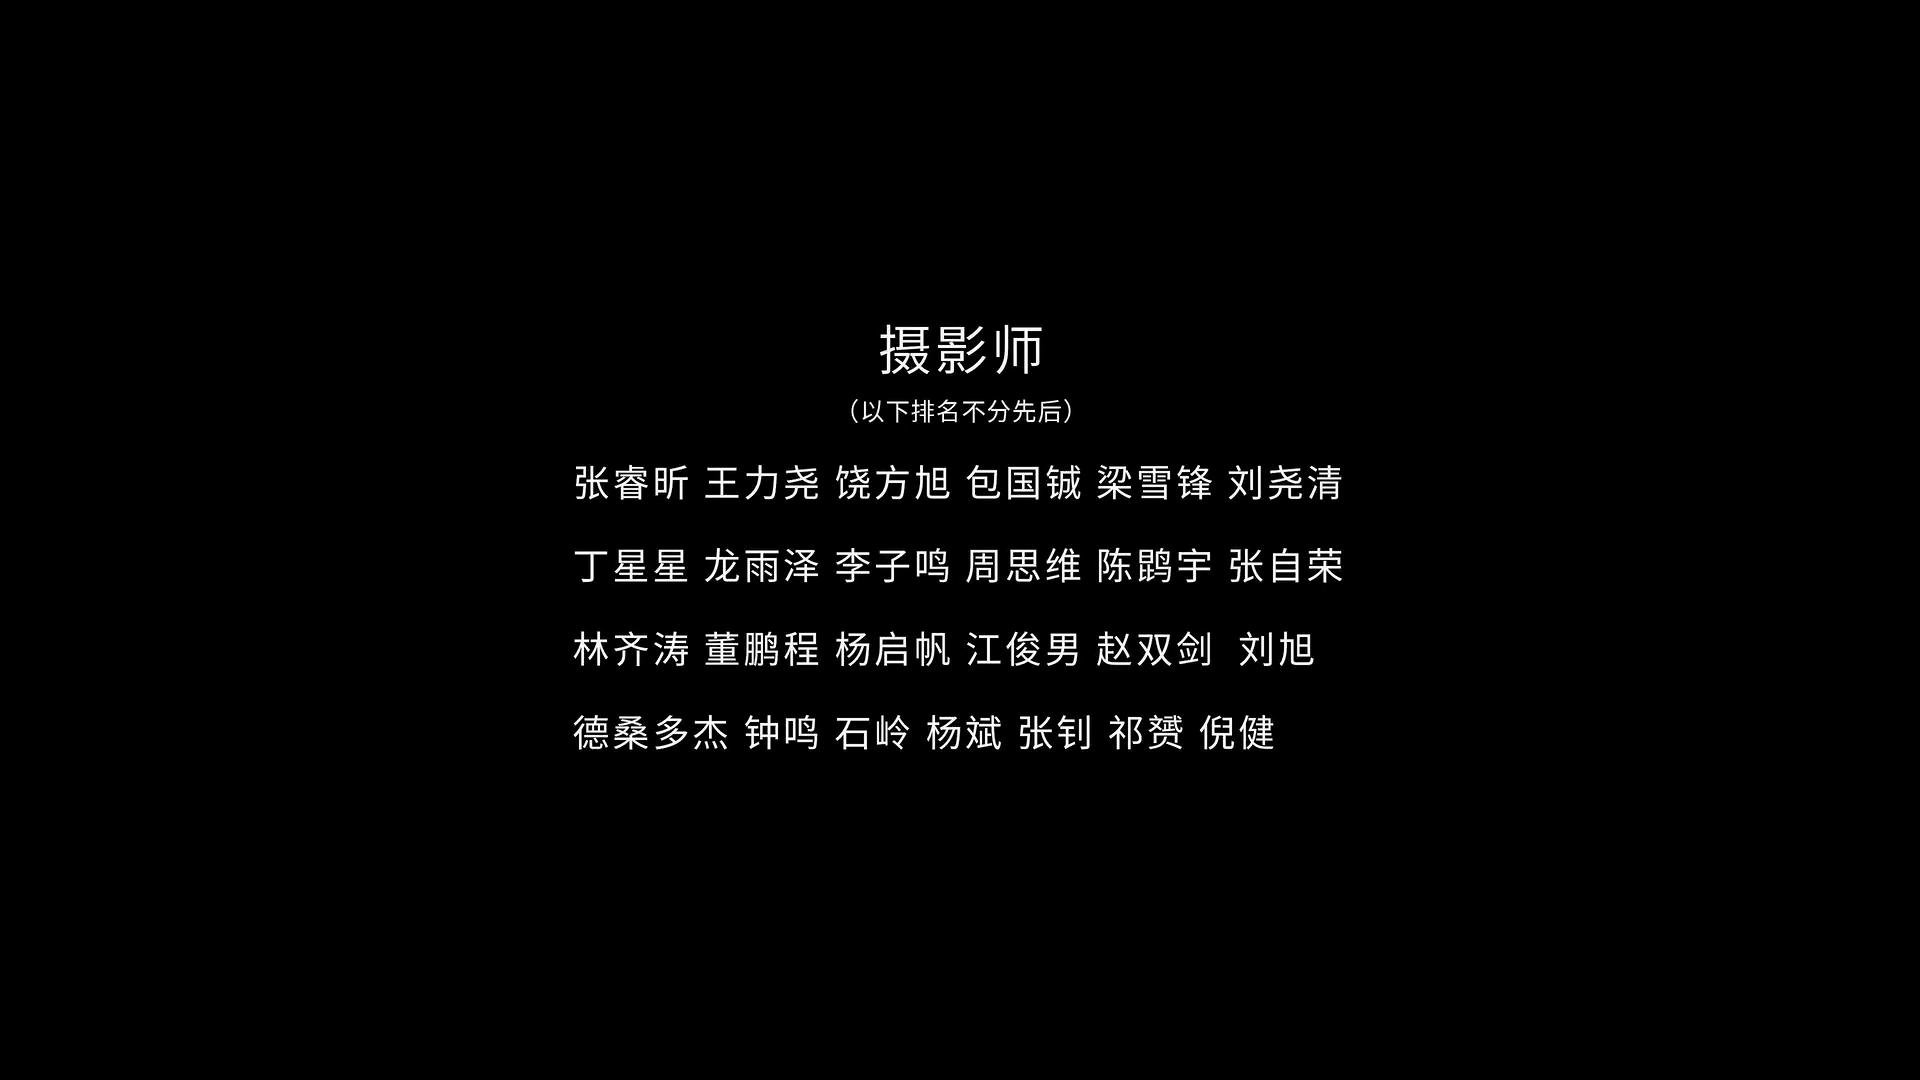 摄影师
（以下排名不分先后）
张睿昕 王力尧 饶方旭 包国铖 梁雪锋 刘尧清
丁星星 龙雨泽 李子鸣 周思维 陈鹍宇 张自荣
林齐涛 董鹏程 杨启帆 江俊男 赵双剑 刘旭
德桑多杰 钟鸣 石岭 杨斌 张钊 祁赟 倪健